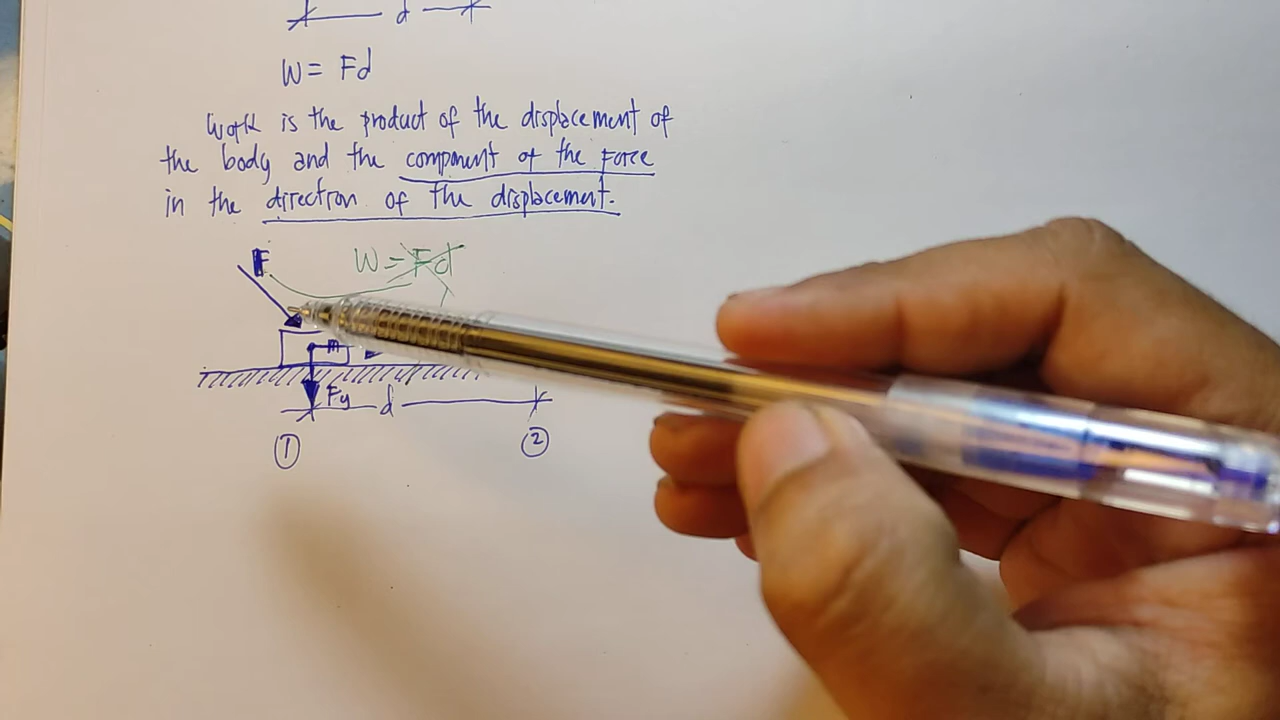 d
W = Fd
Work is the product of the displacement of
the body and the component of the Force
in the direction of the displacement.
F
W = Fd
m
Fy
d
1
2